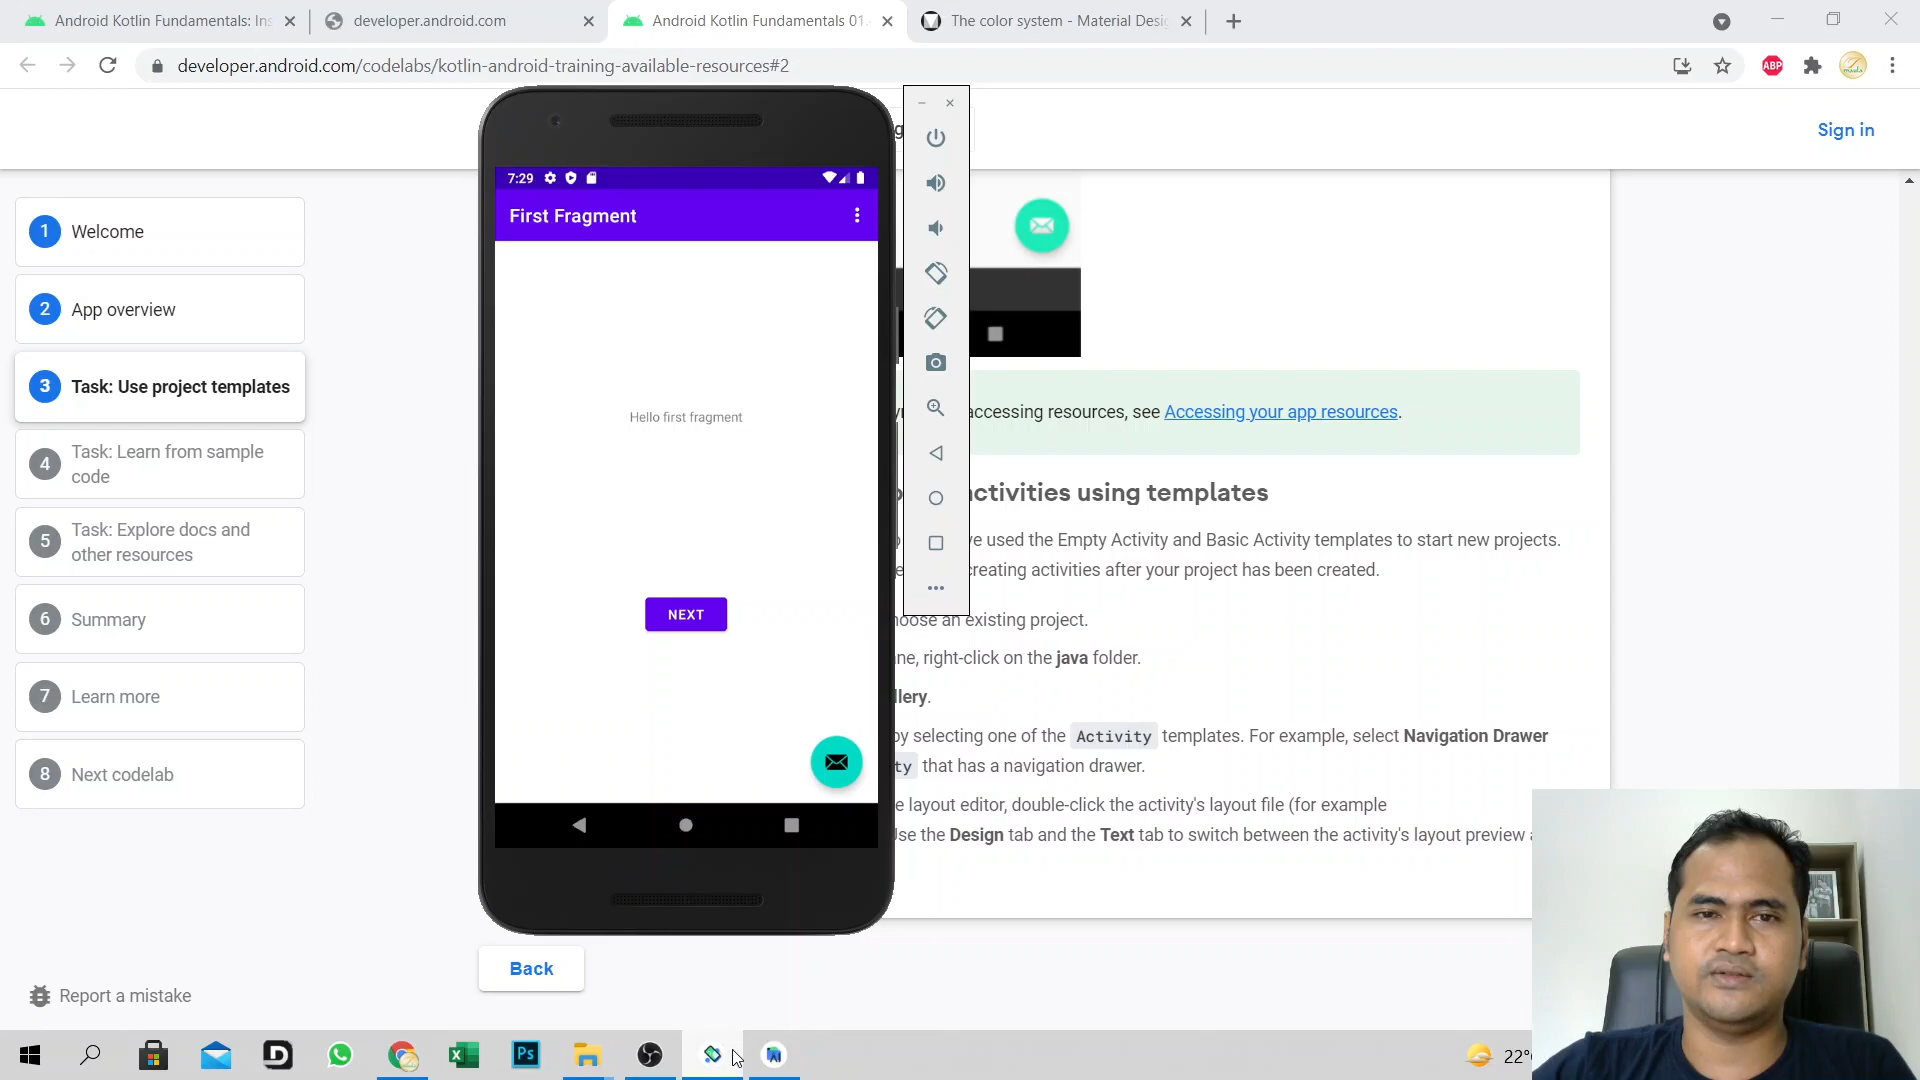 Android Kotlin Fundamentals: Ins
developer.android.com
Android Kotlin Fundamentals 01.
The color system - Material Desi
developer.android.com/codelabs/kotlin-android-training-available-resources#2
ABP
Sign in
1 Welcome
2 App overview
3 Task: Use project templates
4 Task: Learn from sample
code
5 Task: Explore docs and
other resources
6 Summary
7 Learn more
8 Next codelab
Report a mistake
7:29
First Fragment
Hello first fragment
NEXT
accessing resources, see Accessing your app resources.
ctivities using templates
ve used the Empty Activity and Basic Activity templates to start new projects.
creating activities after your project has been created.
hoose an existing project.
ne, right-click on the java folder.
llery.
by selecting one of the Activity templates. For example, select Navigation Drawer
ty that has a navigation drawer.
e layout editor, double-click the activity's layout file (for example
Use the Design tab and the Text tab to switch between the activity's layout preview
Back
Ps
22°